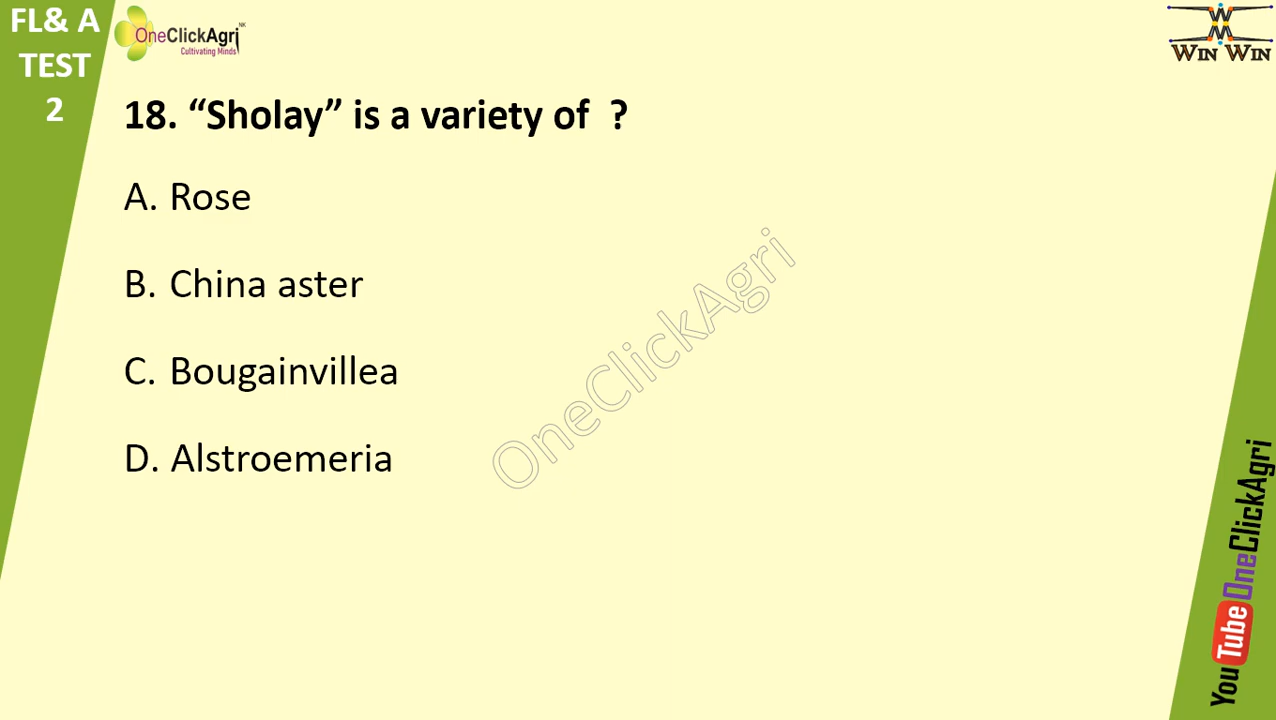 FL& A
TEST
2
OneClickAgri NK
Cultivating Minds
WIN WIN
18. “Sholay” is a variety of ?
A. Rose
B. China aster
C. Bougainvillea
D. Alstroemeria
OneClickAgri
YouTube OneClickAgri